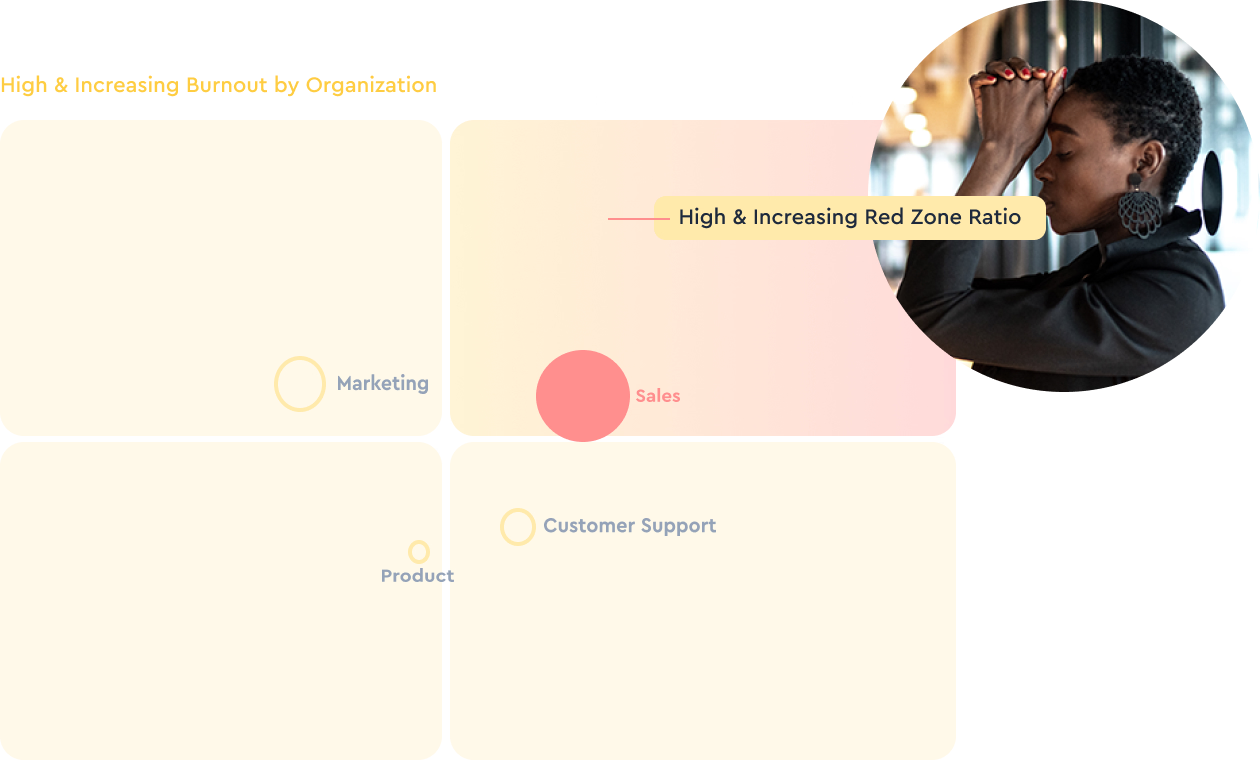 High & Increasing Burnout by Organization
High & Increasing Red Zone Ratio
Marketing
Sales
Customer Support
Product